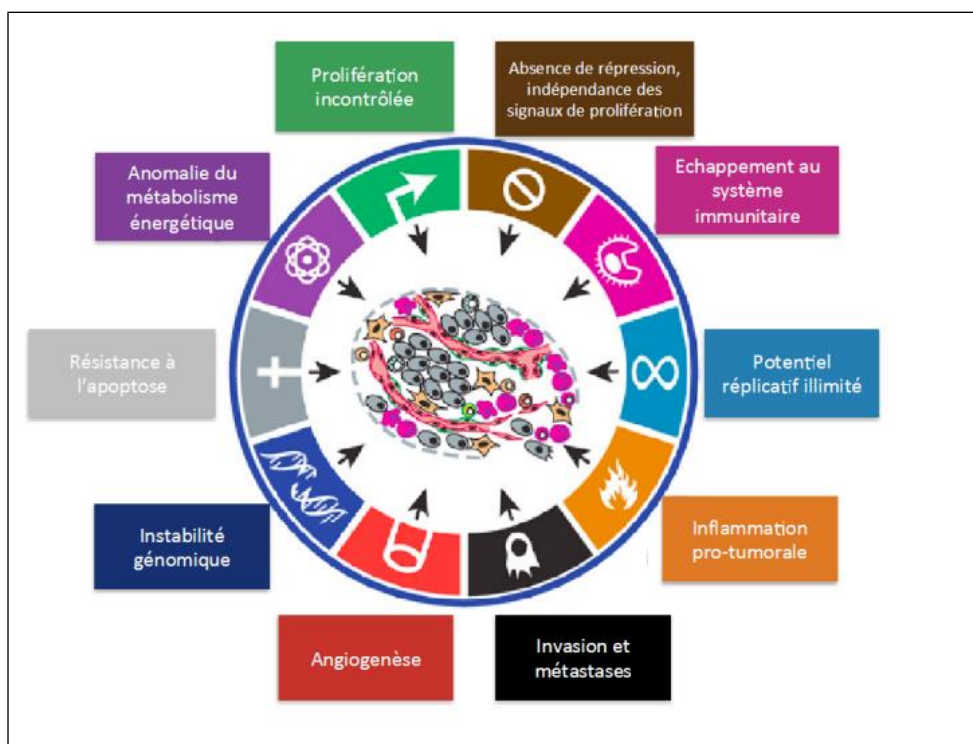 Prolifération
incontrôlée
Absence de répression,
indépendance des
signaux de prolifération
Anomalie du
métabolisme
énergétique
Echappement au
système
immunitaire
Résistance à
l'apoptose
Potentiel
réplicatif illimité
Instabilité
génomique
Inflammation
pro-tumorale
Angiogenèse
Invasion et
métastases